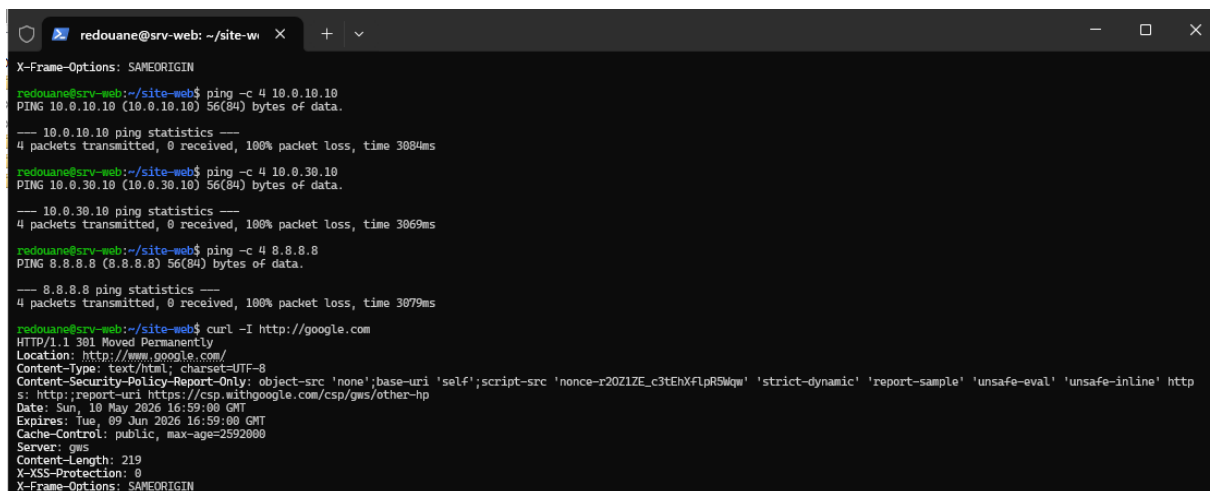 redouane@srv-web: ~/site-we
X-Frame-Options: SAMEORIGIN
redouane@srv-web:~/site-web$ ping -c 4 10.0.10.10
PING 10.0.10.10 (10.0.10.10) 56(84) bytes of data.
--- 10.0.10.10 ping statistics ---
4 packets transmitted, 0 received, 100% packet loss, time 3084ms
redouane@srv-web:~/site-web$ ping -c 4 10.0.30.10
PING 10.0.30.10 (10.0.30.10) 56(84) bytes of data.
--- 10.0.30.10 ping statistics ---
4 packets transmitted, 0 received, 100% packet loss, time 3069ms
redouane@srv-web:~/site-web$ ping -c 4 8.8.8.8
PING 8.8.8.8 (8.8.8.8) 56(84) bytes of data.
--- 8.8.8.8 ping statistics ---
4 packets transmitted, 0 received, 100% packet loss, time 3079ms
redouane@srv-web:~/site-web$ curl -I http://google.com
HTTP/1.1 301 Moved Permanently
Location: http://www.google.com/
Content-Type: text/html; charset=UTF-8
Content-Security-Policy-Report-Only: object-src 'none';base-uri 'self';script-src 'nonce-r2OZ1ZE_c3tEhXflpR5Wqw' 'strict-dynamic' 'report-sample' 'unsafe-eval' 'unsafe-inline' http
s: http:;report-uri https://csp.withgoogle.com/csp/gws/other-hp
Date: Sun, 10 May 2026 16:59:00 GMT
Expires: Tue, 09 Jun 2026 16:59:00 GMT
Cache-Control: public, max-age=2592000
Server: gws
Content-Length: 219
X-XSS-Protection: 0
X-Frame-Options: SAMEORIGIN